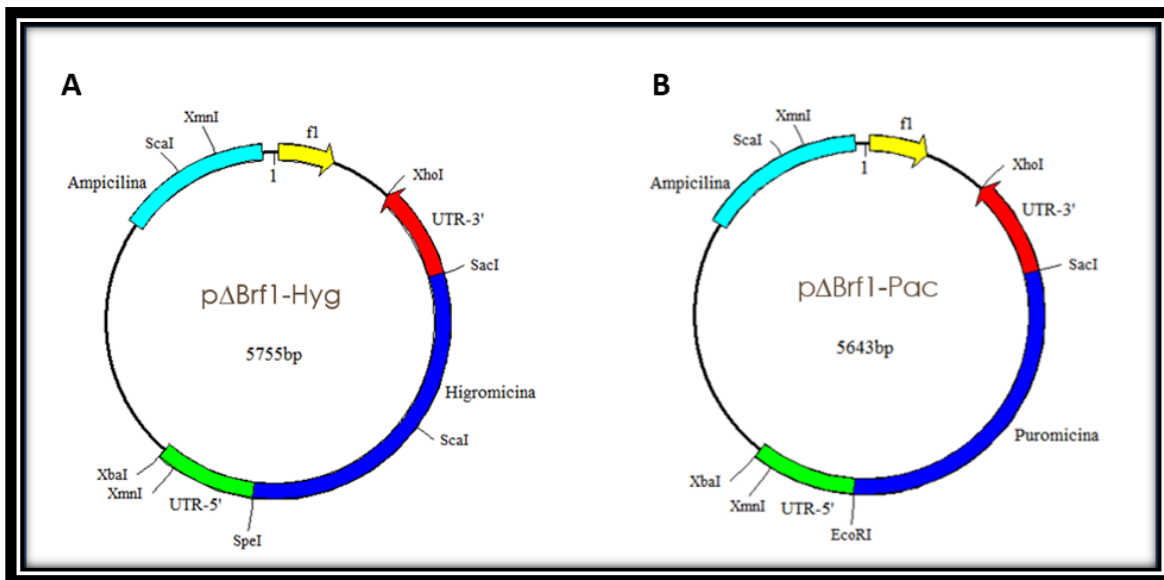 A
XmnI
f1
ScaI
1
XhoI
Ampicilina
UTR-3'
SacI
pΔBrf1-Hyg
5755bp
Higromicina
ScaI
XbaI
XmnI
UTR-5'
SpeI
B
XmnI
f1
ScaI
1
XhoI
Ampicilina
UTR-3'
SacI
pΔBrf1-Pac
5643bp
Puromicina
XbaI
XmnI
UTR-5'
EcoRI